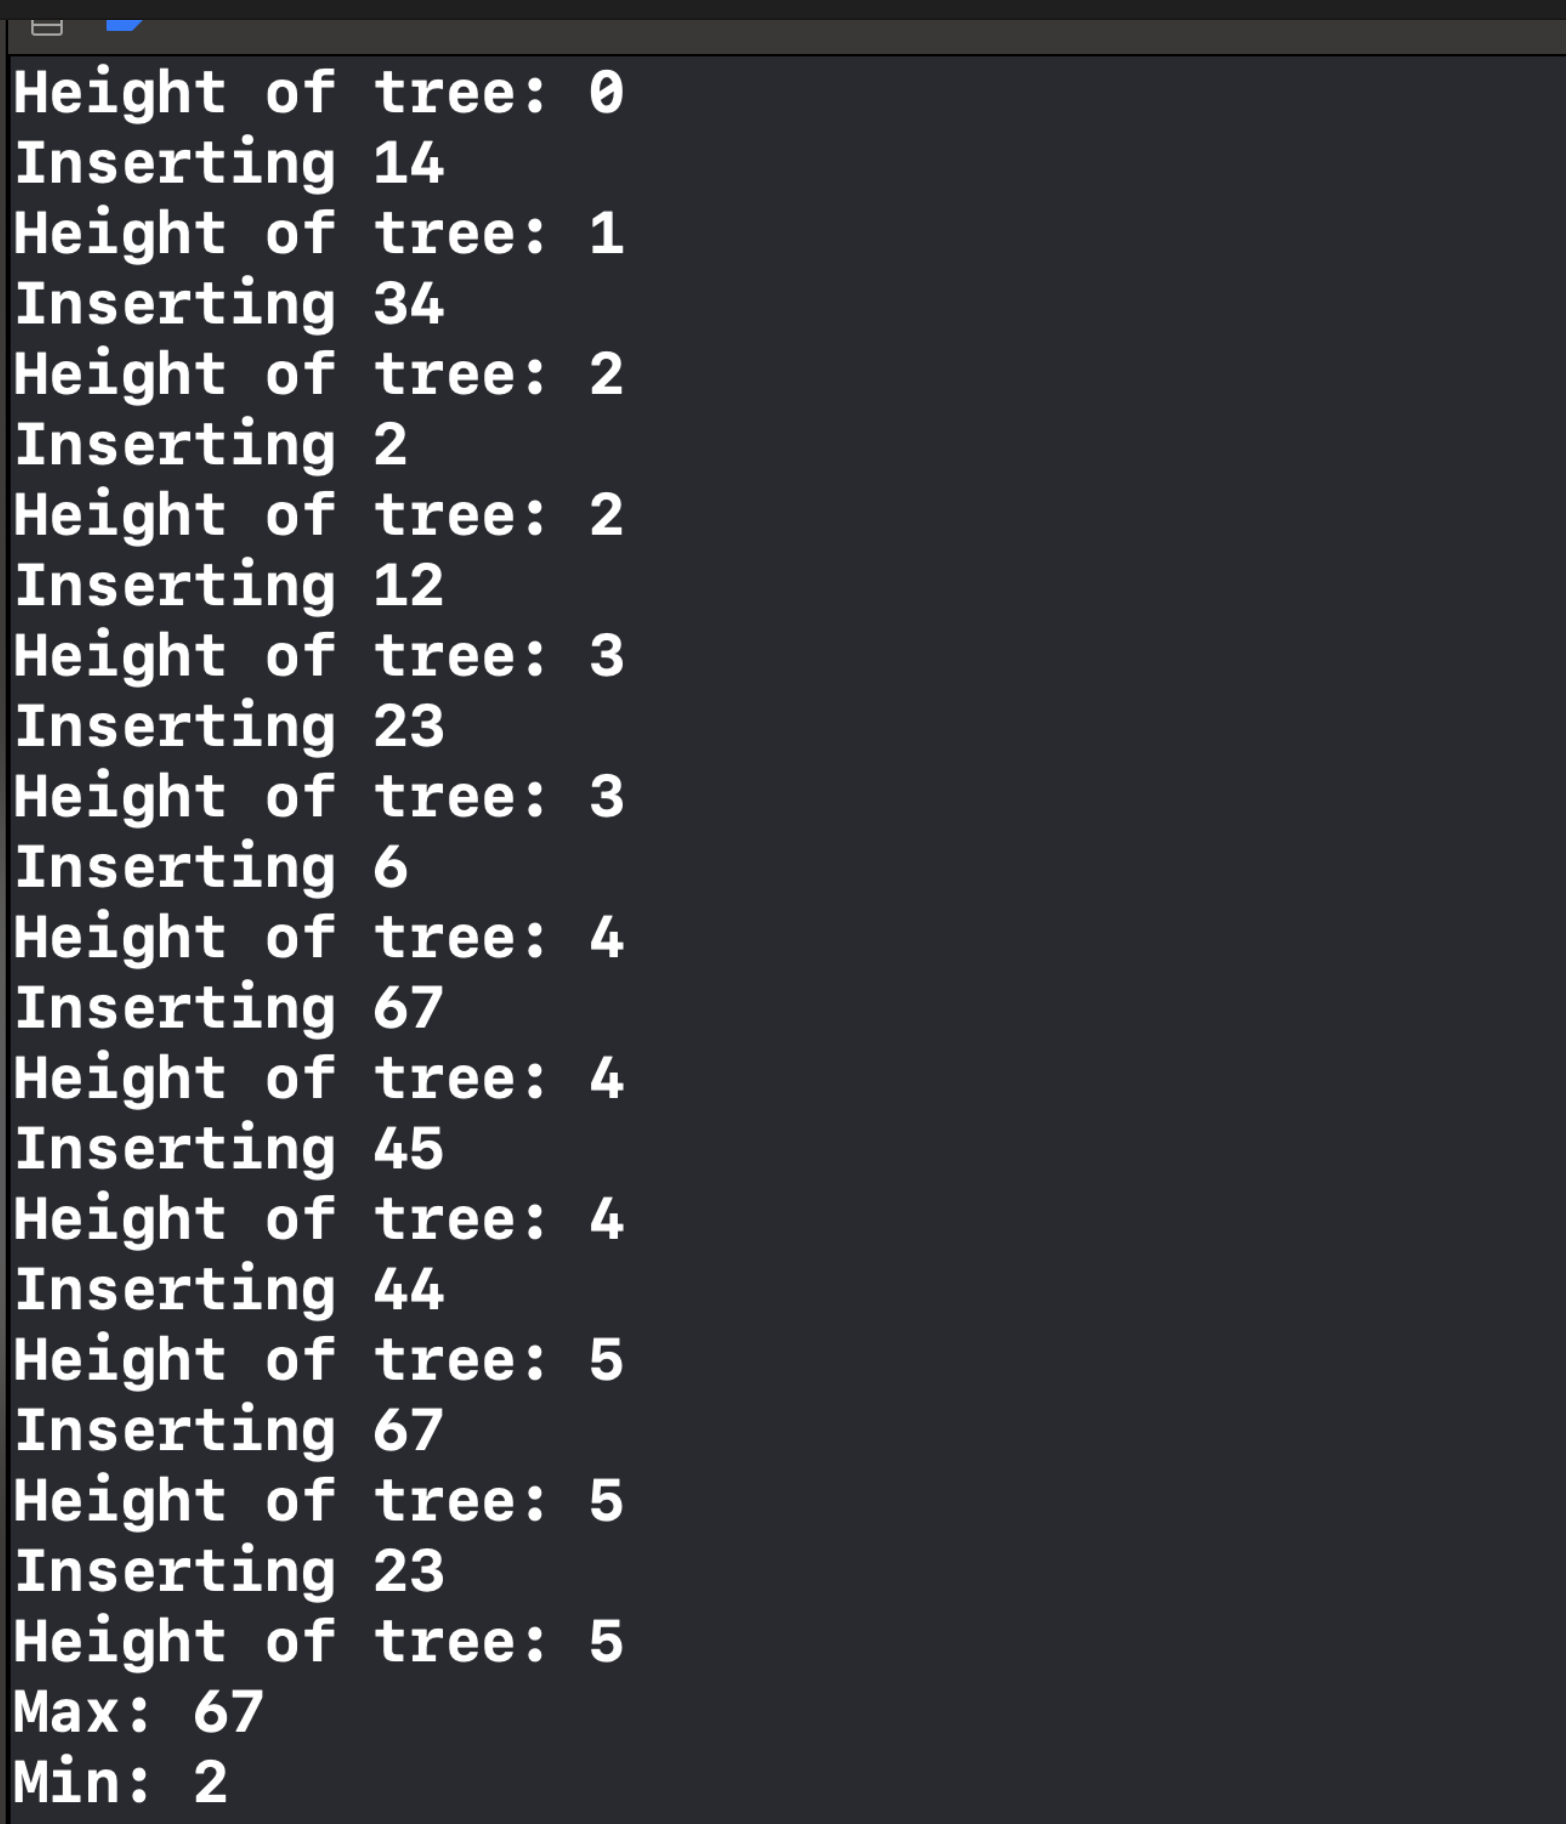 Height of tree: 0
Inserting 14
Height of tree: 1
Inserting 34
Height of tree: 2
Inserting 2
Height of tree: 2
Inserting 12
Height of tree: 3
Inserting 23
Height of tree: 3
Inserting 6
Height of tree: 4
Inserting 67
Height of tree: 4
Inserting 45
Height of tree: 4
Inserting 44
Height of tree: 5
Inserting 67
Height of tree: 5
Inserting 23
Height of tree: 5
Max: 67
Min: 2